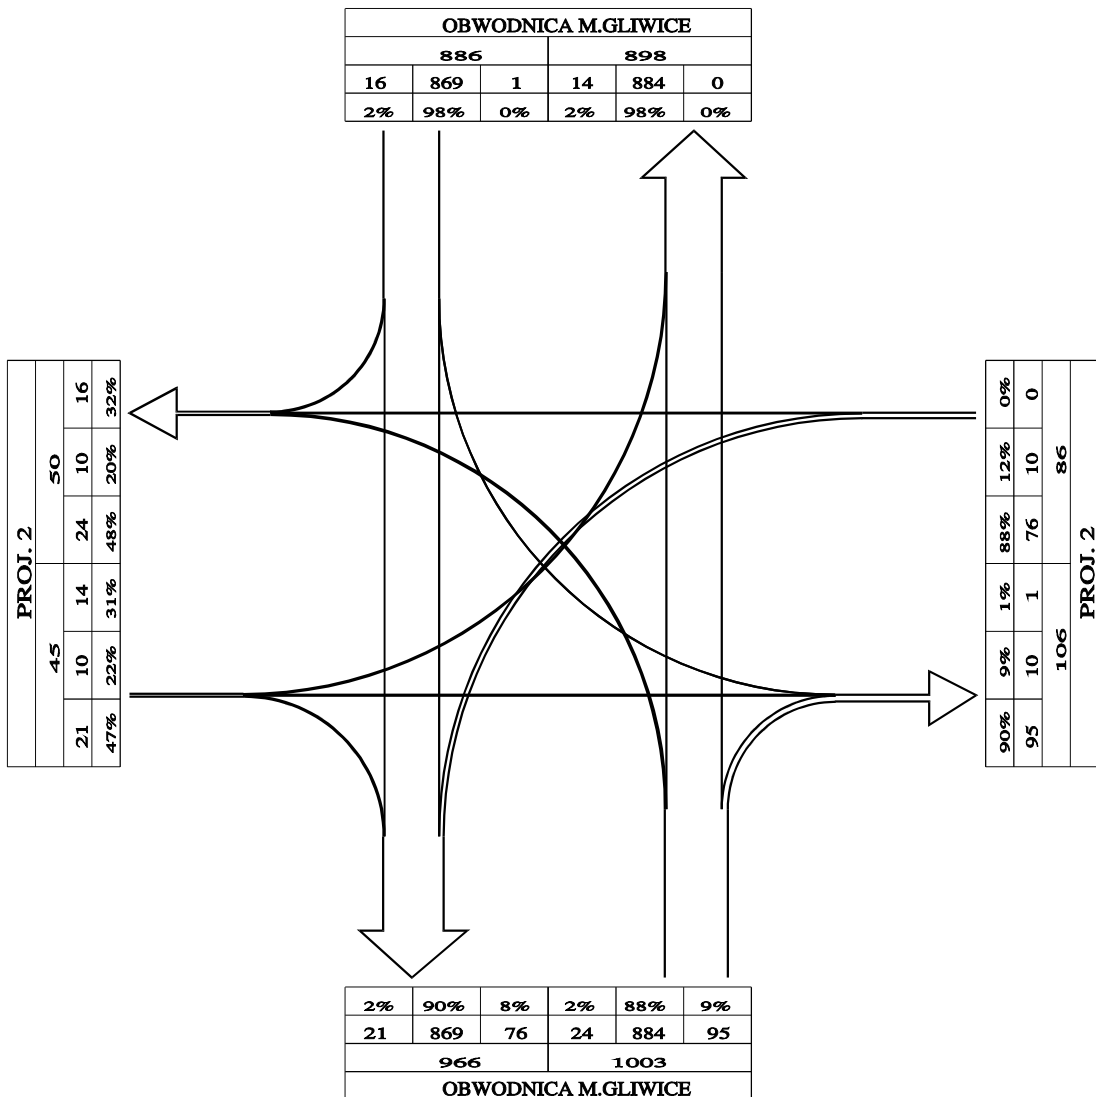 OBWODNICA M.GLIWICE
886 898
16 869 1 14 884 0
2% 98% 0% 2% 98% 0%
PROJ. 2
45 50
21 10 14 24 10 16
47% 22% 31% 48% 20% 32%
0% 12% 88% 1% 9% 90%
0 10 76 1 10 95
86 106
PROJ. 2
2% 90% 8% 2% 88% 9%
21 869 76 24 884 95
966 1003
OBWODNICA M.GLIWICE